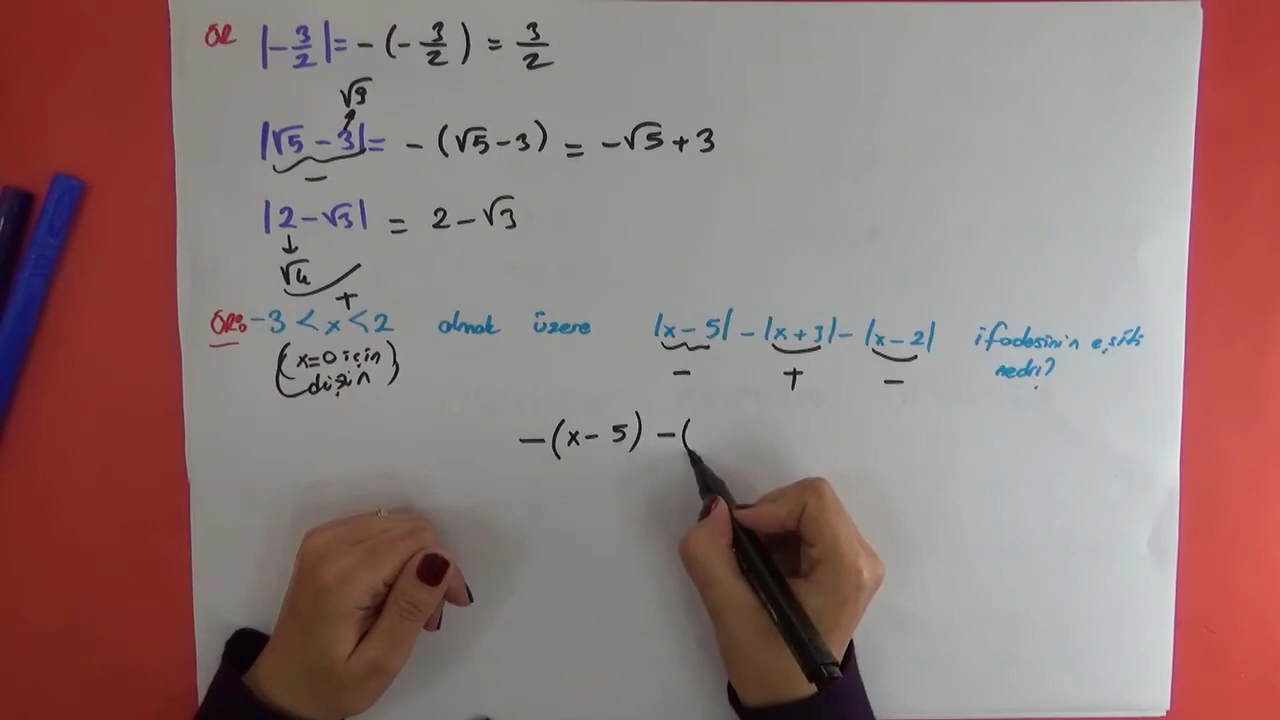 ÖR |-3/2| = -(-3/2) = 3/2
√9
|√5 - 3| = -(√5-3) = -√5+3
-
|2-√3| = 2-√3
↓
√4
+
ÖR: -3 < x < 2 olmak üzere |x-5| - |x+3| - |x-2| ifadesinin eşiti
(x=0 için - + - nedir?
düşün)
-(x-5) -(